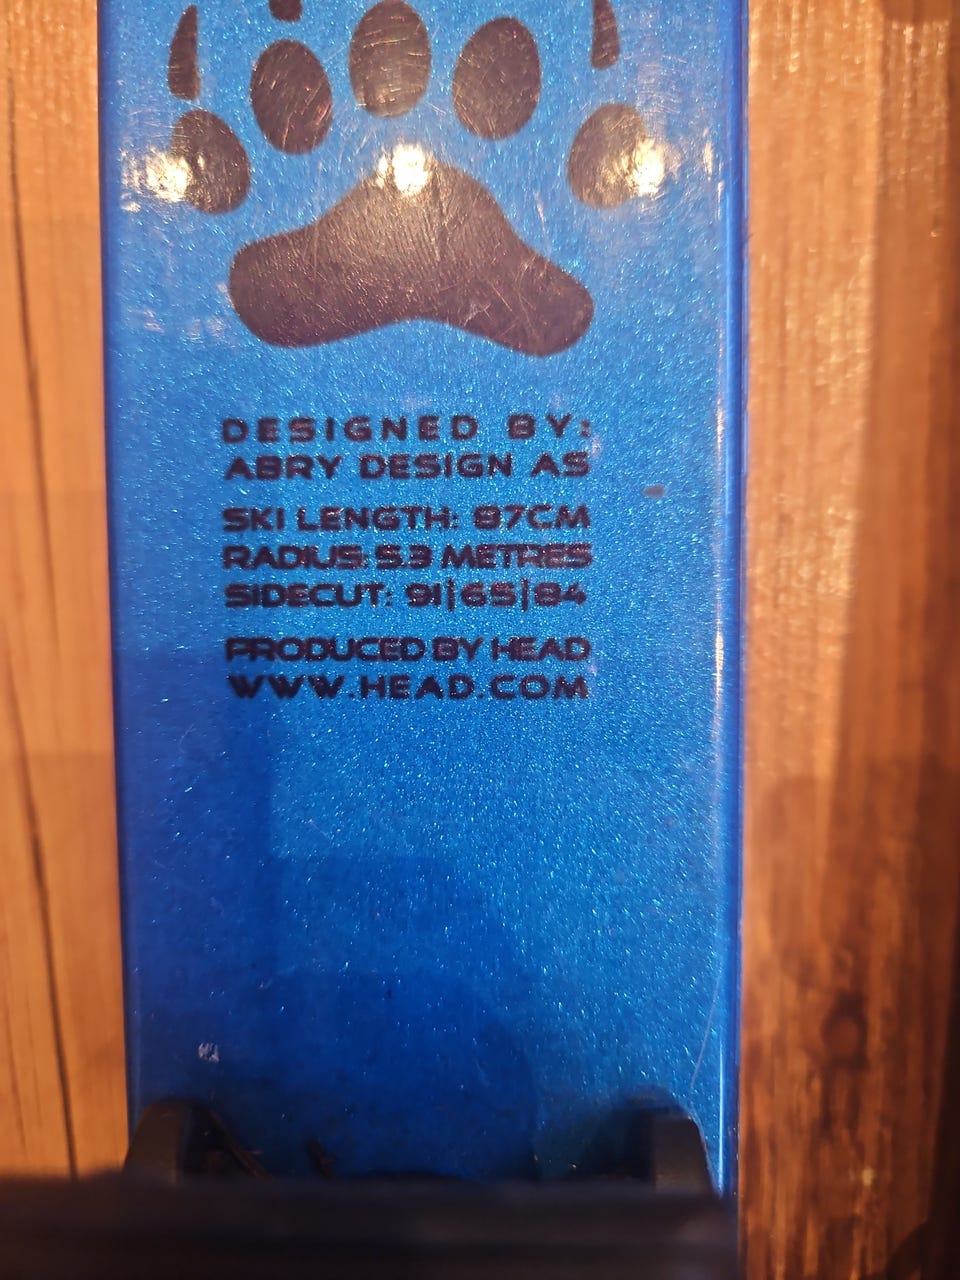 DESIGNED BY:
ABRY DESIGN AS
SKI LENGTH: 87CM
RADIUS: 5.3 METRES
SIDECUT: 91|65|84
PRODUCED BY HEAD
WWW.HEAD.COM